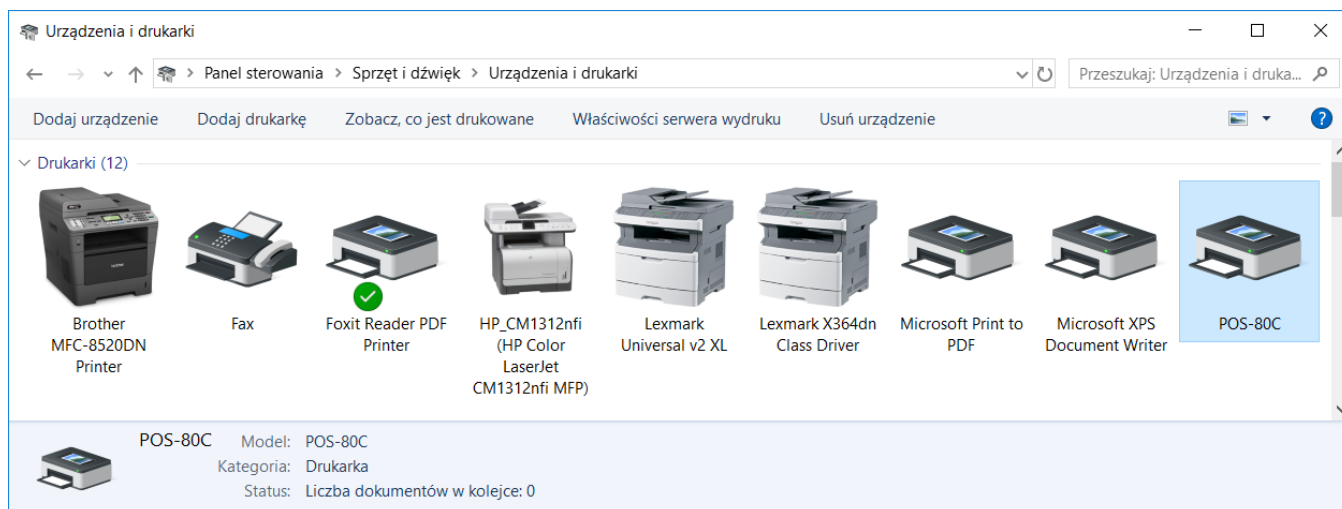 Urządzenia i drukarki
Panel sterowania > Sprzęt i dźwięk > Urządzenia i drukarki
Przeszukaj: Urządzenia i druka...
Dodaj urządzenie Dodaj drukarkę Zobacz, co jest drukowane Właściwości serwera wydruku Usuń urządzenie
Drukarki (12)
Brother
MFC-8520DN
Printer
Fax
Foxit Reader PDF
Printer
HP_CM1312nfi
(HP Color
LaserJet
CM1312nfi MFP)
Lexmark
Universal v2 XL
Lexmark X364dn
Class Driver
Microsoft Print to
PDF
Microsoft XPS
Document Writer
POS-80C
POS-80C Model: POS-80C
Kategoria: Drukarka
Status: Liczba dokumentów w kolejce: 0